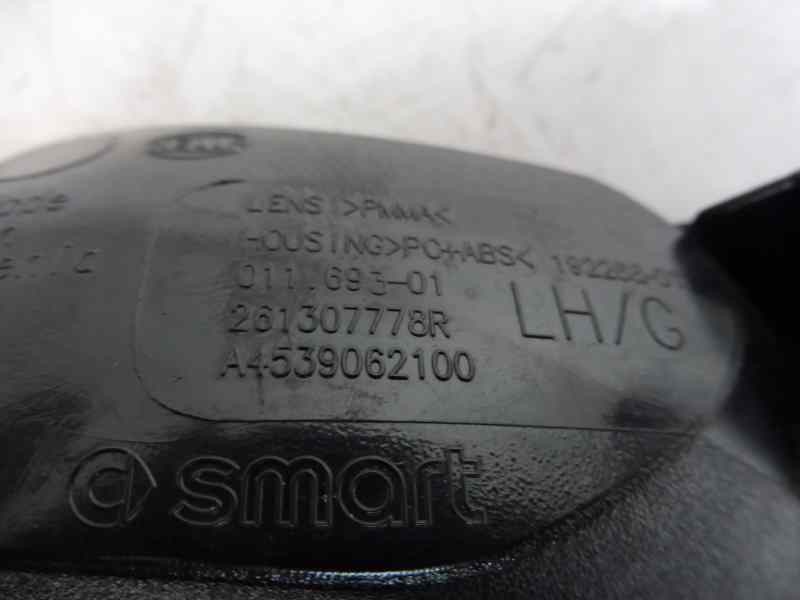 LENS >PMMA<
HOUSING>PC+ABS<
011.693-01
261307778R
LH/G
A4539062100
smart